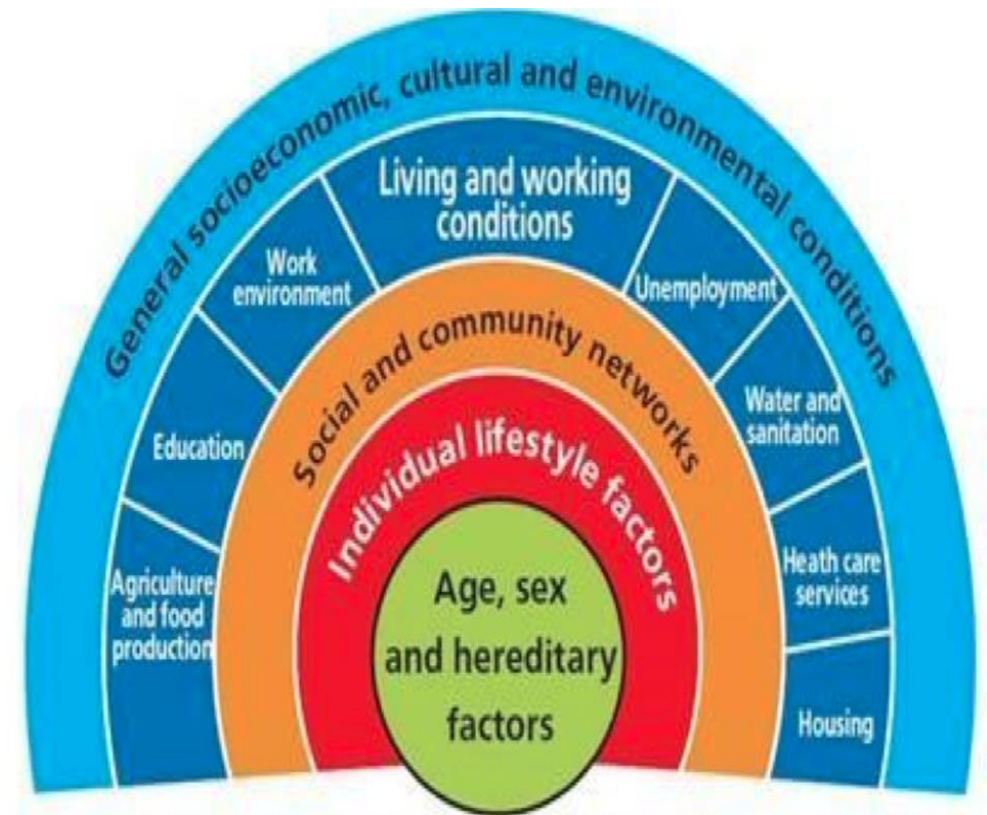 General socioeconomic, cultural and environmental conditions
Living and working
conditions
Work
environment
Unemployment
Education
Water and
sanitation
Agriculture
and food
production
Heath care
services
Housing
Social and community networks
Individual lifestyle factors
Age, sex
and hereditary
factors